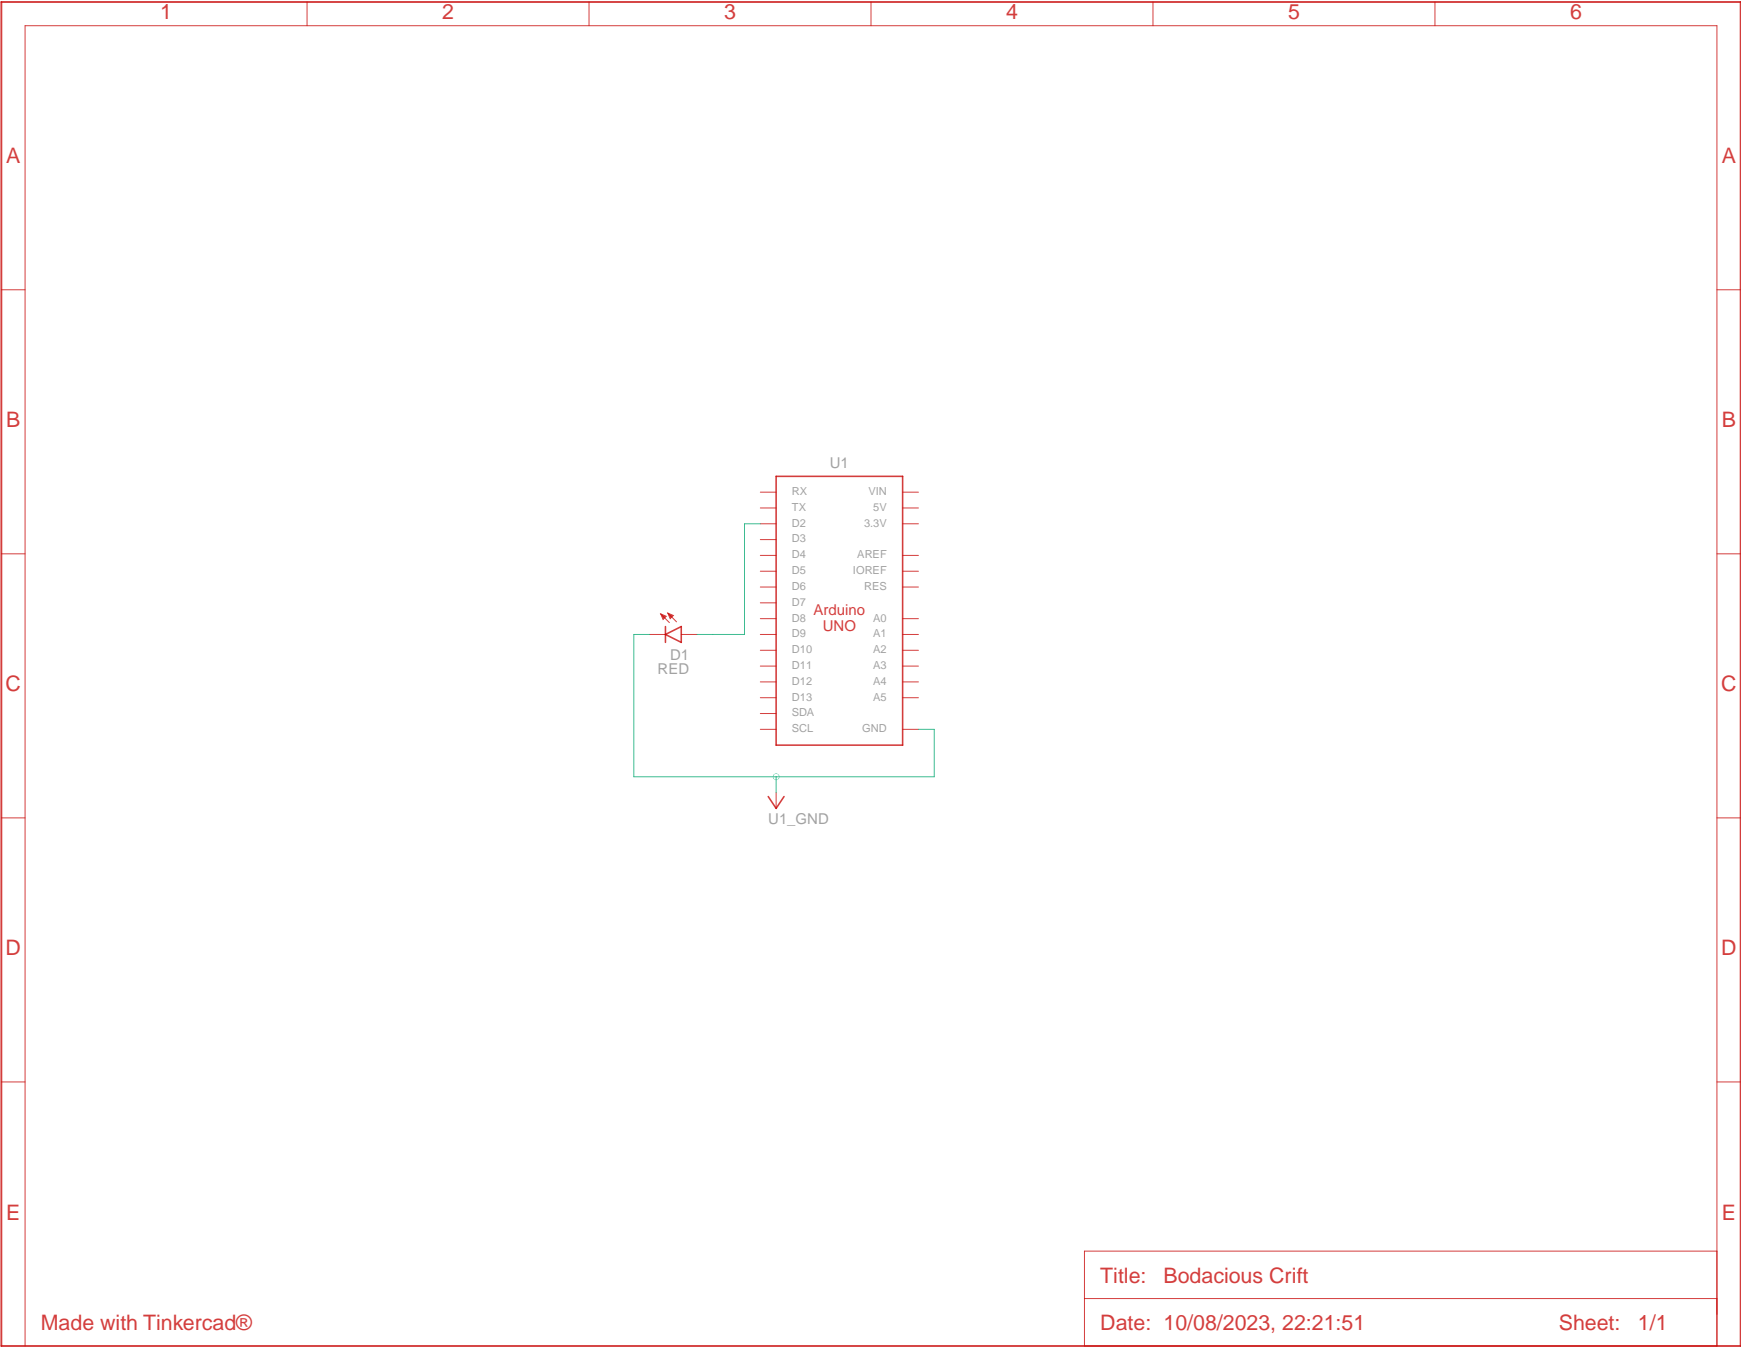 1 2 3 4 5 6
A A
B B
U1
RX VIN
TX 5V
D2 3.3V
D3
D4 AREF
D5 IOREF
D6 RES
D7
Arduino
D8 A0
UNO
D9 A1
D10 A2
D1
D11 A3
RED
C C
D12 A4
D13 A5
SDA
SCL GND
U1_GND
D D
E E
Title: Bodacious Crift
Made with Tinkercad®
Date: 10/08/2023, 22:21:51 Sheet: 1/1